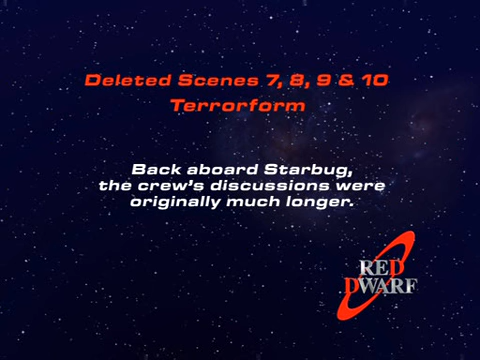 Deleted Scenes 7, 8, 9 & 10
Terrorform
Back aboard Starbug,
the crew's discussions were
originally much longer.
RED
DWARF